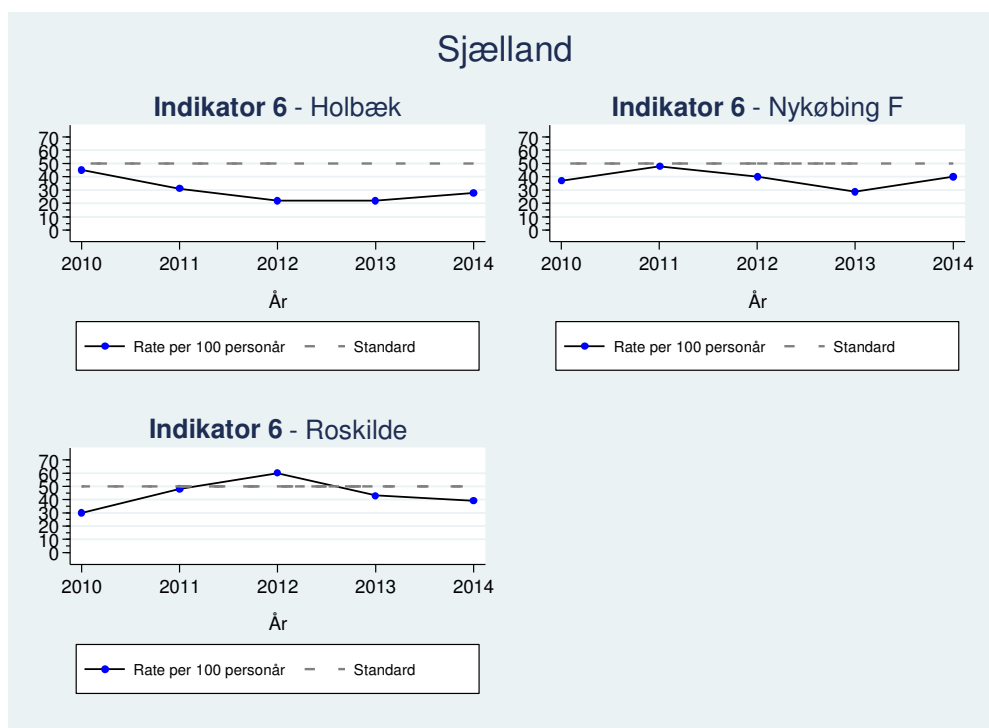 Sjælland
Indikator 6 - Holbæk
70
60
50
40
30
20
10
0
2010 2011 2012 2013 2014
År
Rate per 100 personår Standard
Indikator 6 - Nykøbing F
70
60
50
40
30
20
10
0
2010 2011 2012 2013 2014
År
Rate per 100 personår Standard
Indikator 6 - Roskilde
70
60
50
40
30
20
10
0
2010 2011 2012 2013 2014
År
Rate per 100 personår Standard